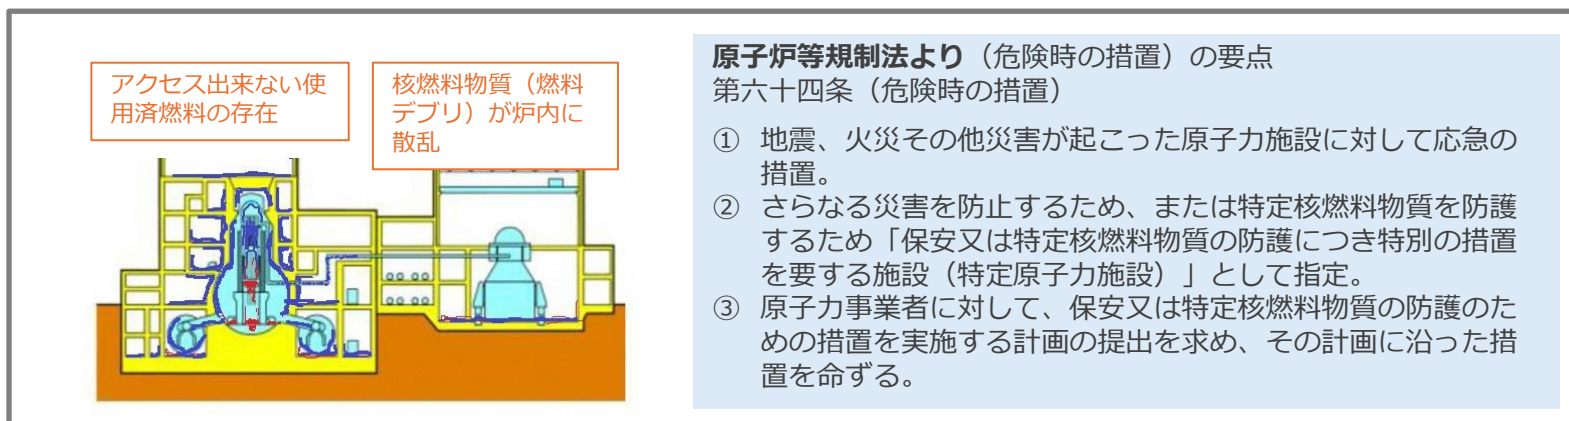 アクセス出来ない使
用済燃料の存在
核燃料物質（燃料
デブリ）が炉内に
散乱
原子炉等規制法より（危険時の措置）の要点
第六十四条（危険時の措置）
① 地震、火災その他災害が起こった原子力施設に対して応急の
措置。
② さらなる災害を防止するため、または特定核燃料物質を防護
するため「保安又は特定核燃料物質の防護につき特別の措置
を要する施設（特定原子力施設）」として指定。
③ 原子力事業者に対して、保安又は特定核燃料物質の防護のた
めの措置を実施する計画の提出を求め、その計画に沿った措
置を命ずる。